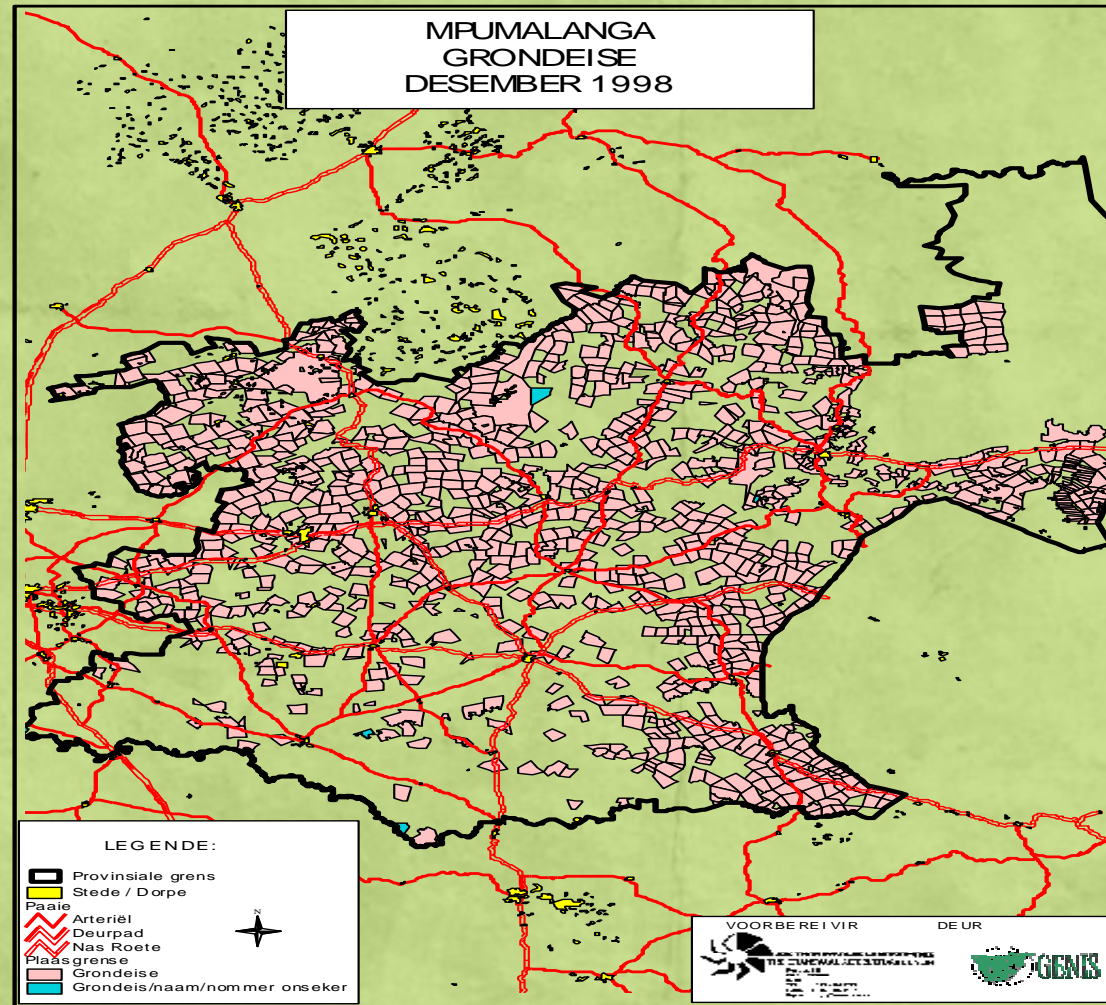 MPUMALANGA
GRONDEISE
DESEMBER 1998
LEGENDE:
Provinsiale grens
Stede / Dorpe
Paaie
Arteriël
Deurpad
Nas Roete
Plaasgrense
Grondeise
Grondeis/naam/nommer onseker
N
VOORBEREI VIR DEUR
GENIS